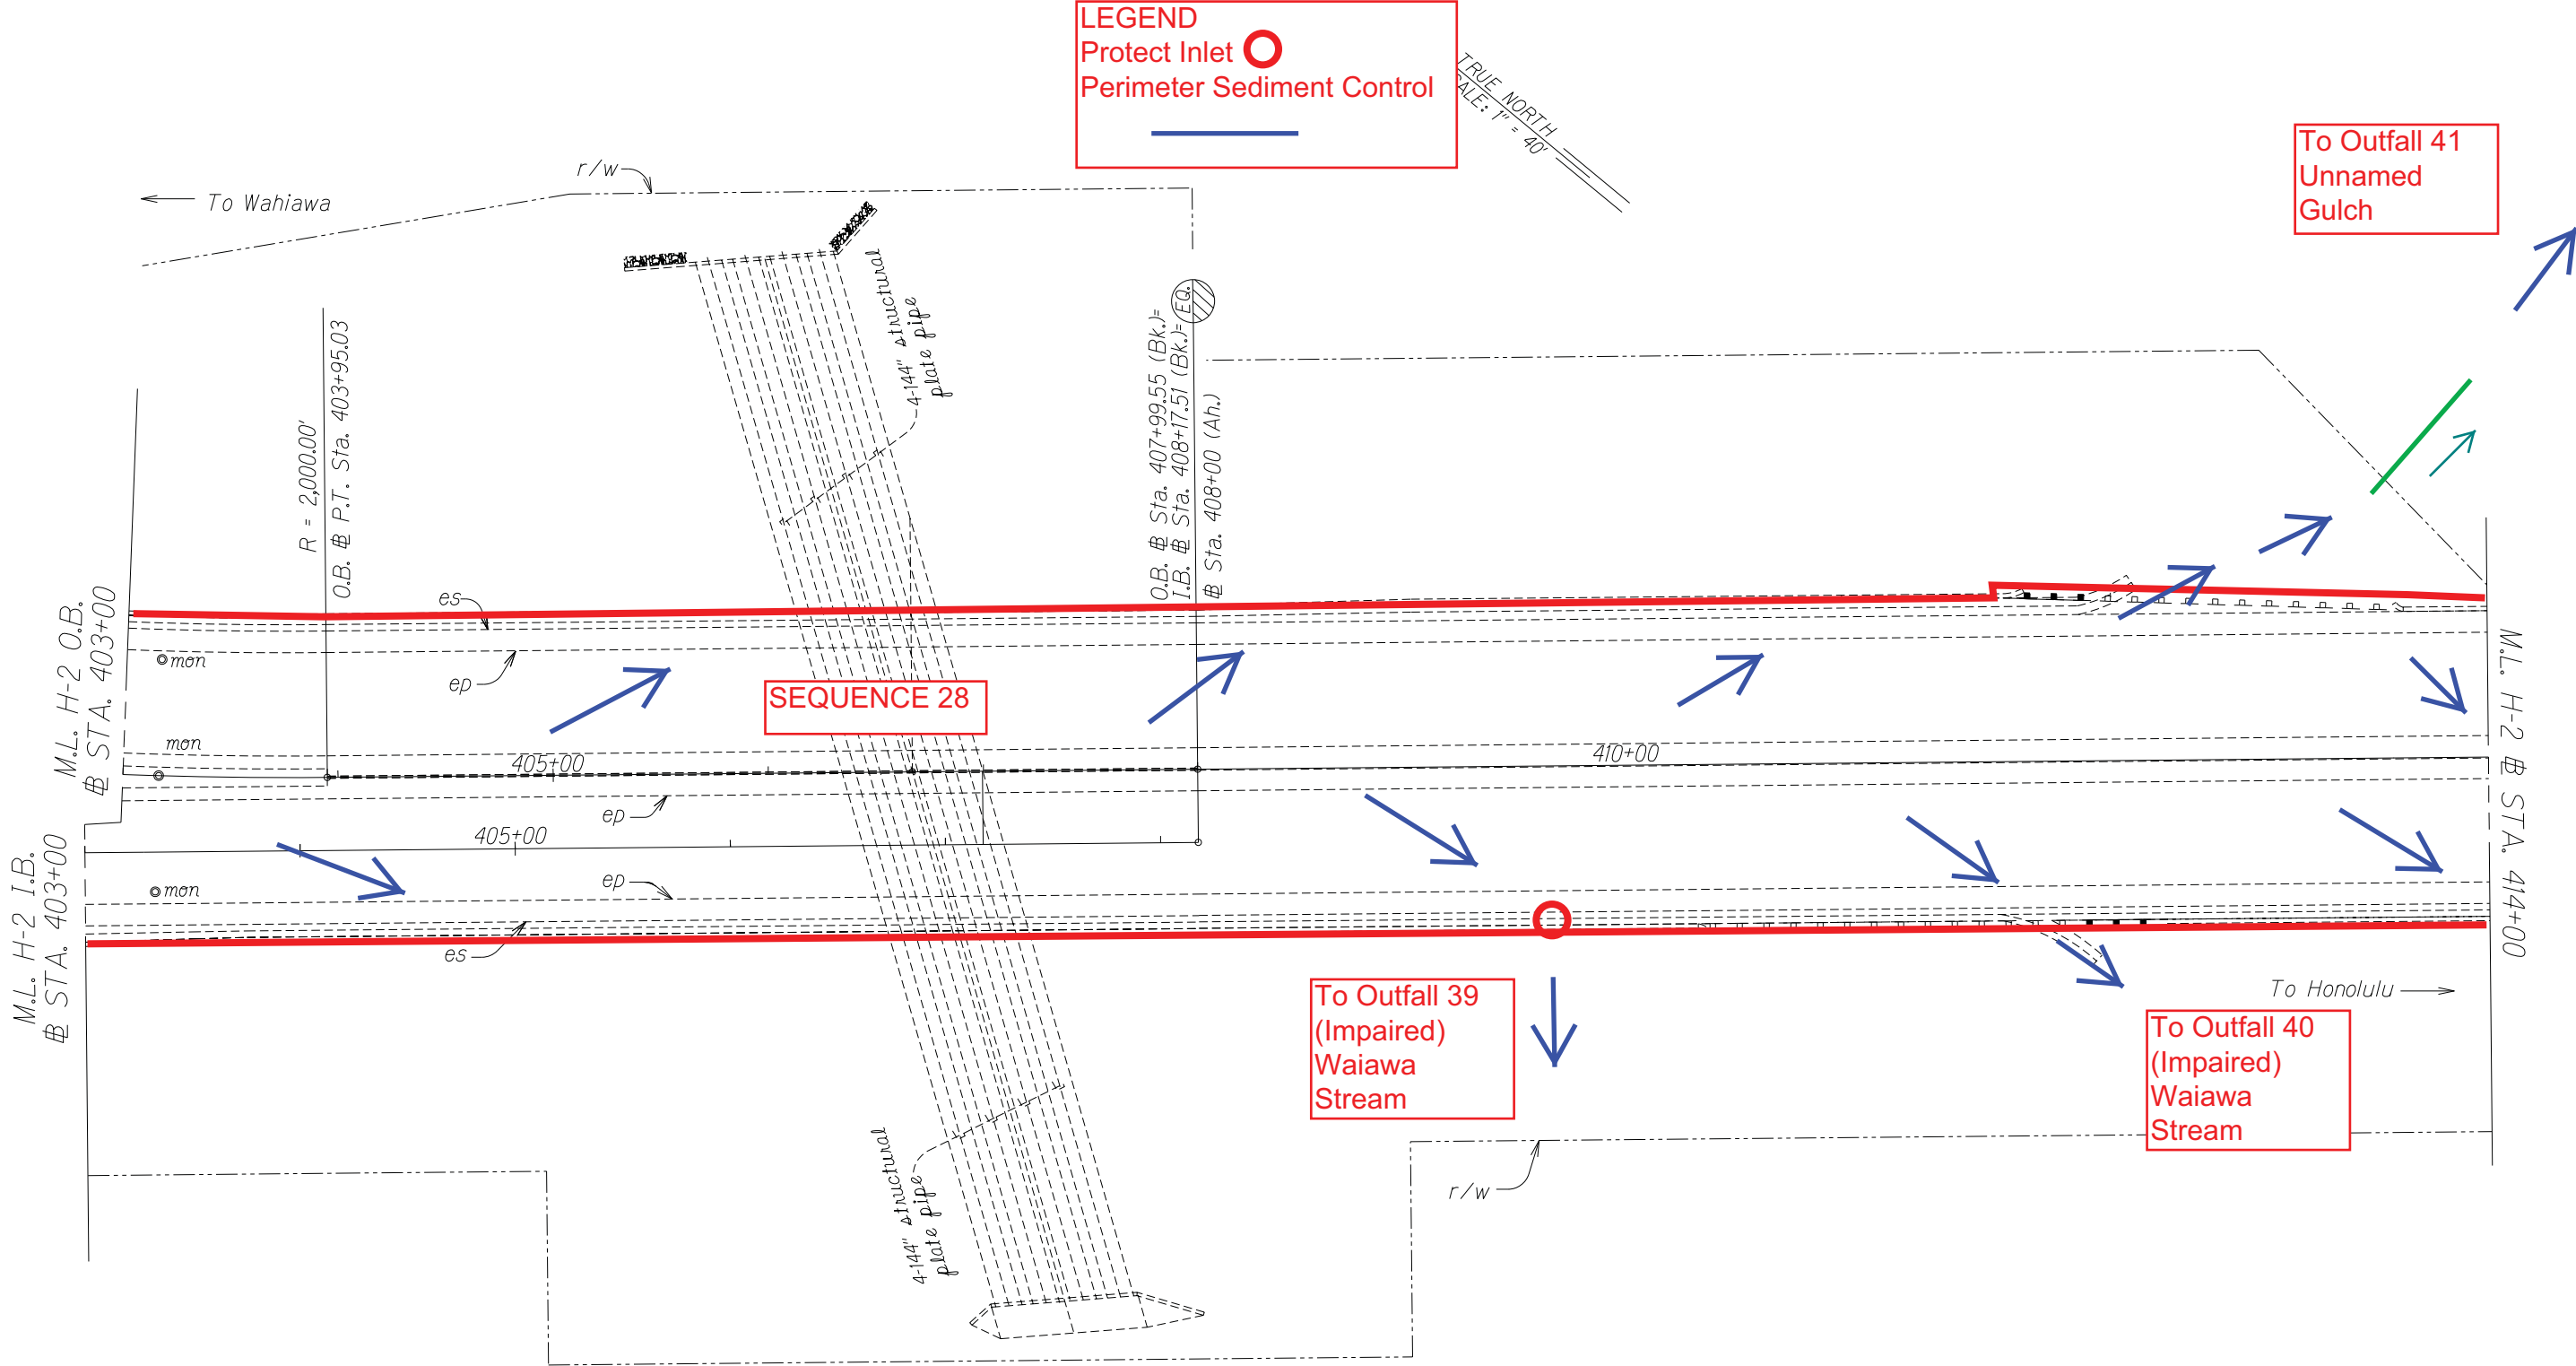 LEGEND
Protect Inlet
Perimeter Sediment Control
TRUE NORTH
SCALE: 1" = 40'
To Outfall 41
Unnamed
Gulch
r/w
To Wahiawa
4-144" structural
plate pipe
R = 2,000.00'
O.B. ⅊ P.T. Sta. 403+95.03
O.B. ⅊ Sta. 407+99.55 (Bk.)=
I.B. ⅊ Sta. 408+17.51 (Bk.)= EQ.
⅊ Sta. 408+00 (Ah.)
M.L. H-2 O.B.
⅊ STA. 403+00
es
mon
ep
SEQUENCE 28
mon
405+00
410+00
ep
405+00
M.L. H-2 I.B.
⅊ STA. 403+00
mon
ep
es
M.L. H-2 ⅊ STA. 414+00
To Outfall 39
(Impaired)
Waiawa
Stream
To Honolulu
To Outfall 40
(Impaired)
Waiawa
Stream
4-144" structural
plate pipe
r/w